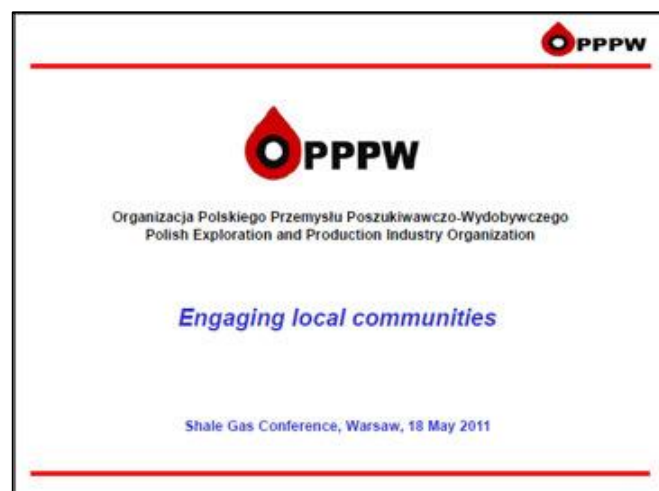 OPPPW
OPPPW
Organizacja Polskiego Przemysłu Poszukiwawczo-Wydobywczego
Polish Exploration and Production Industry Organization
Engaging local communities
Shale Gas Conference, Warsaw, 18 May 2011